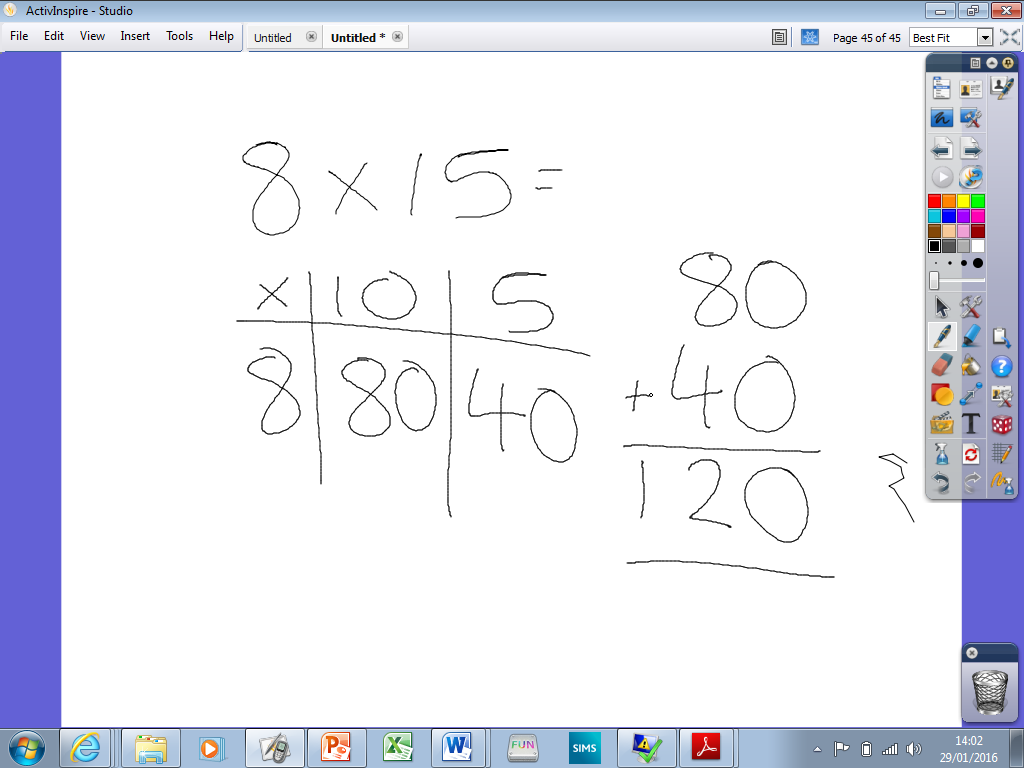 ActivInspire - Studio
File Edit View Insert Tools Help Untitled Untitled * Page 45 of 45 Best Fit
8 × 15 =
× 10 5
8 80 40
80
+ 40
120
FUN SIMS 14:02
29/01/2016